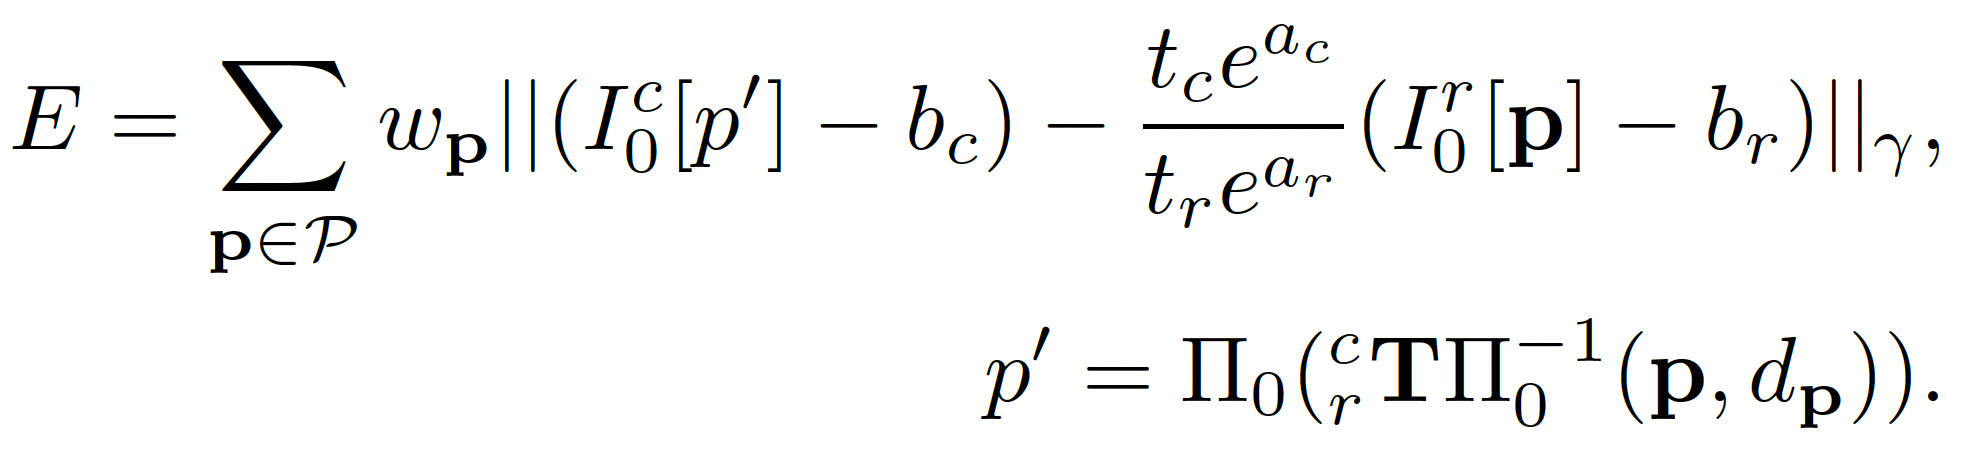 $E = \sum_{\mathbf{p} \in \mathcal{P}} w_{\mathbf{p}} || (I_0^c[p'] - b_c) - \frac{t_c e^{a_c}}{t_r e^{a_r}} (I_0^r[\mathbf{p}] - b_r) ||_\gamma,$
$p' = \Pi_0({}_r^c\mathbf{T} \Pi_0^{-1}(\mathbf{p}, d_{\mathbf{p}})).$